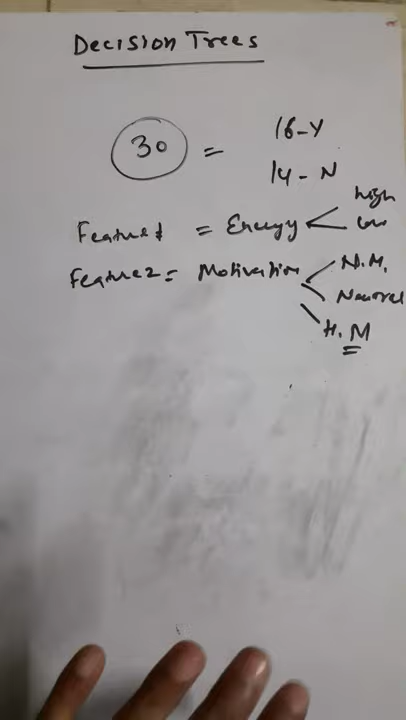 Decision Trees
30 = 16-Y
14-N
high
Feature1 = Energy low
Feature2 = Motivation N.M.
Neutral
H.M